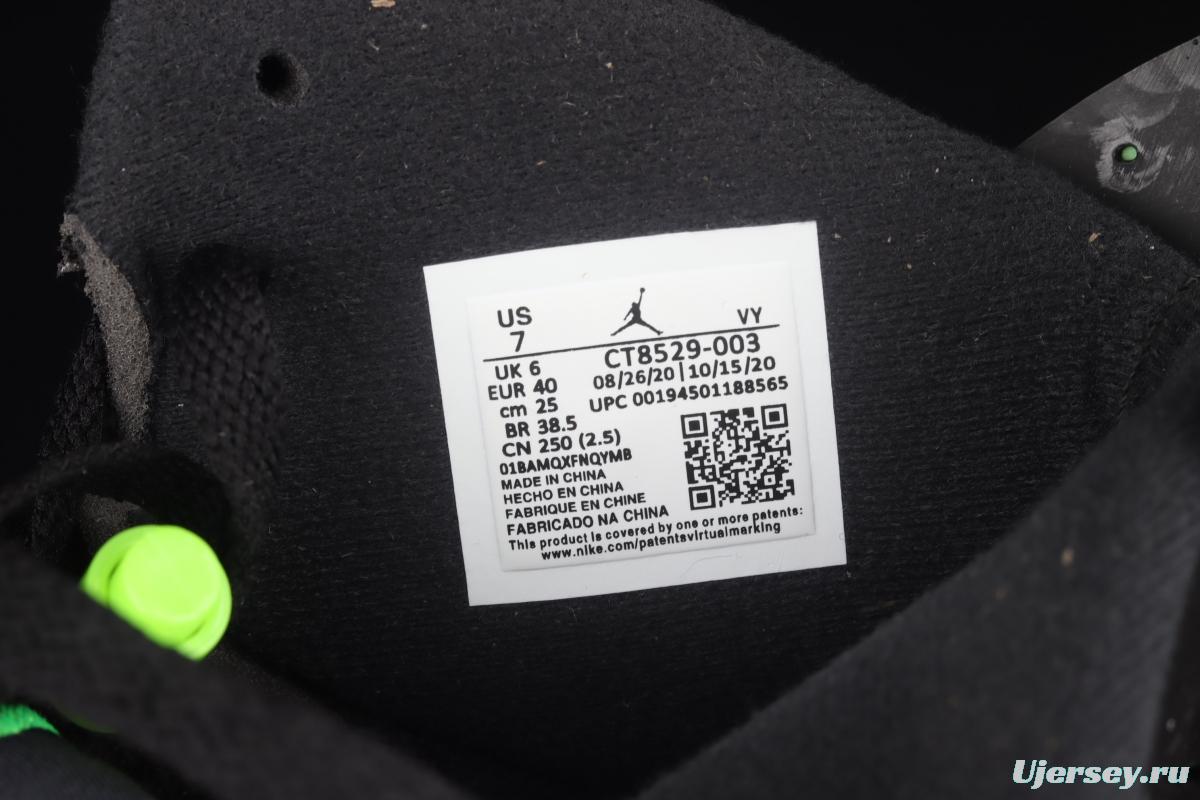 US
7
VY
UK 6
CT8529-003
EUR 40
08/26/20 | 10/15/20
cm 25
UPC 00194501188565
BR 38.5
CN 250 (2.5)
01BAMQXFNQYMB
MADE IN CHINA
HECHO EN CHINA
FABRIQUE EN CHINE
FABRICADO NA CHINA
This product is covered by one or more patents:
www.nike.com/patentsvirtualmarking
Ujersey.ru